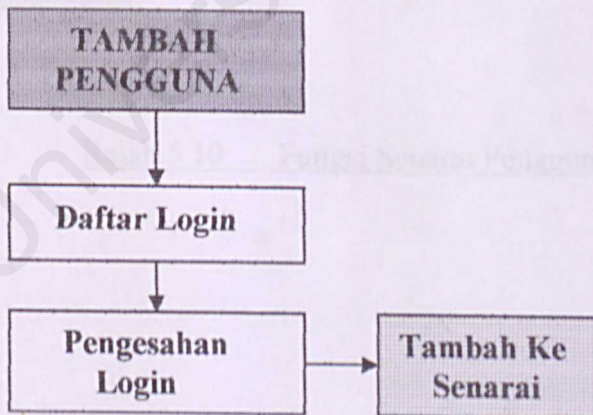 TAMBAH
PENGGUNA
Daftar Login
Pengesahan
Login
Tambah Ke
Senarai